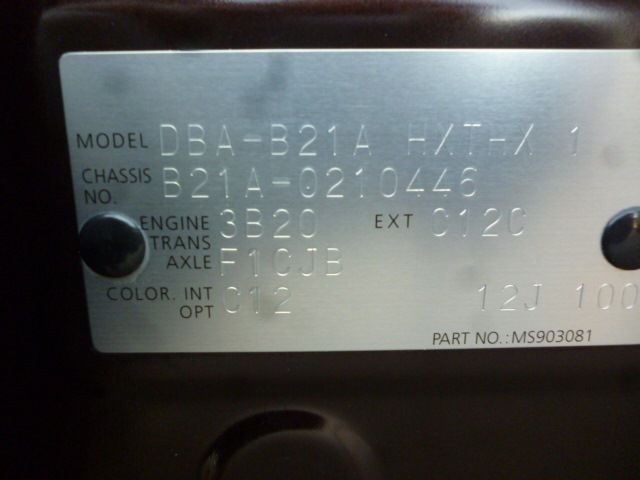 MODEL DBA-B21A HXTHX 1
CHASSIS NO. B21A-0210446
ENGINE 3B20 EXT C12C
TRANS AXLE F1CJB
COLOR. INT C12 12J 100
OPT
PART NO.:MS903081